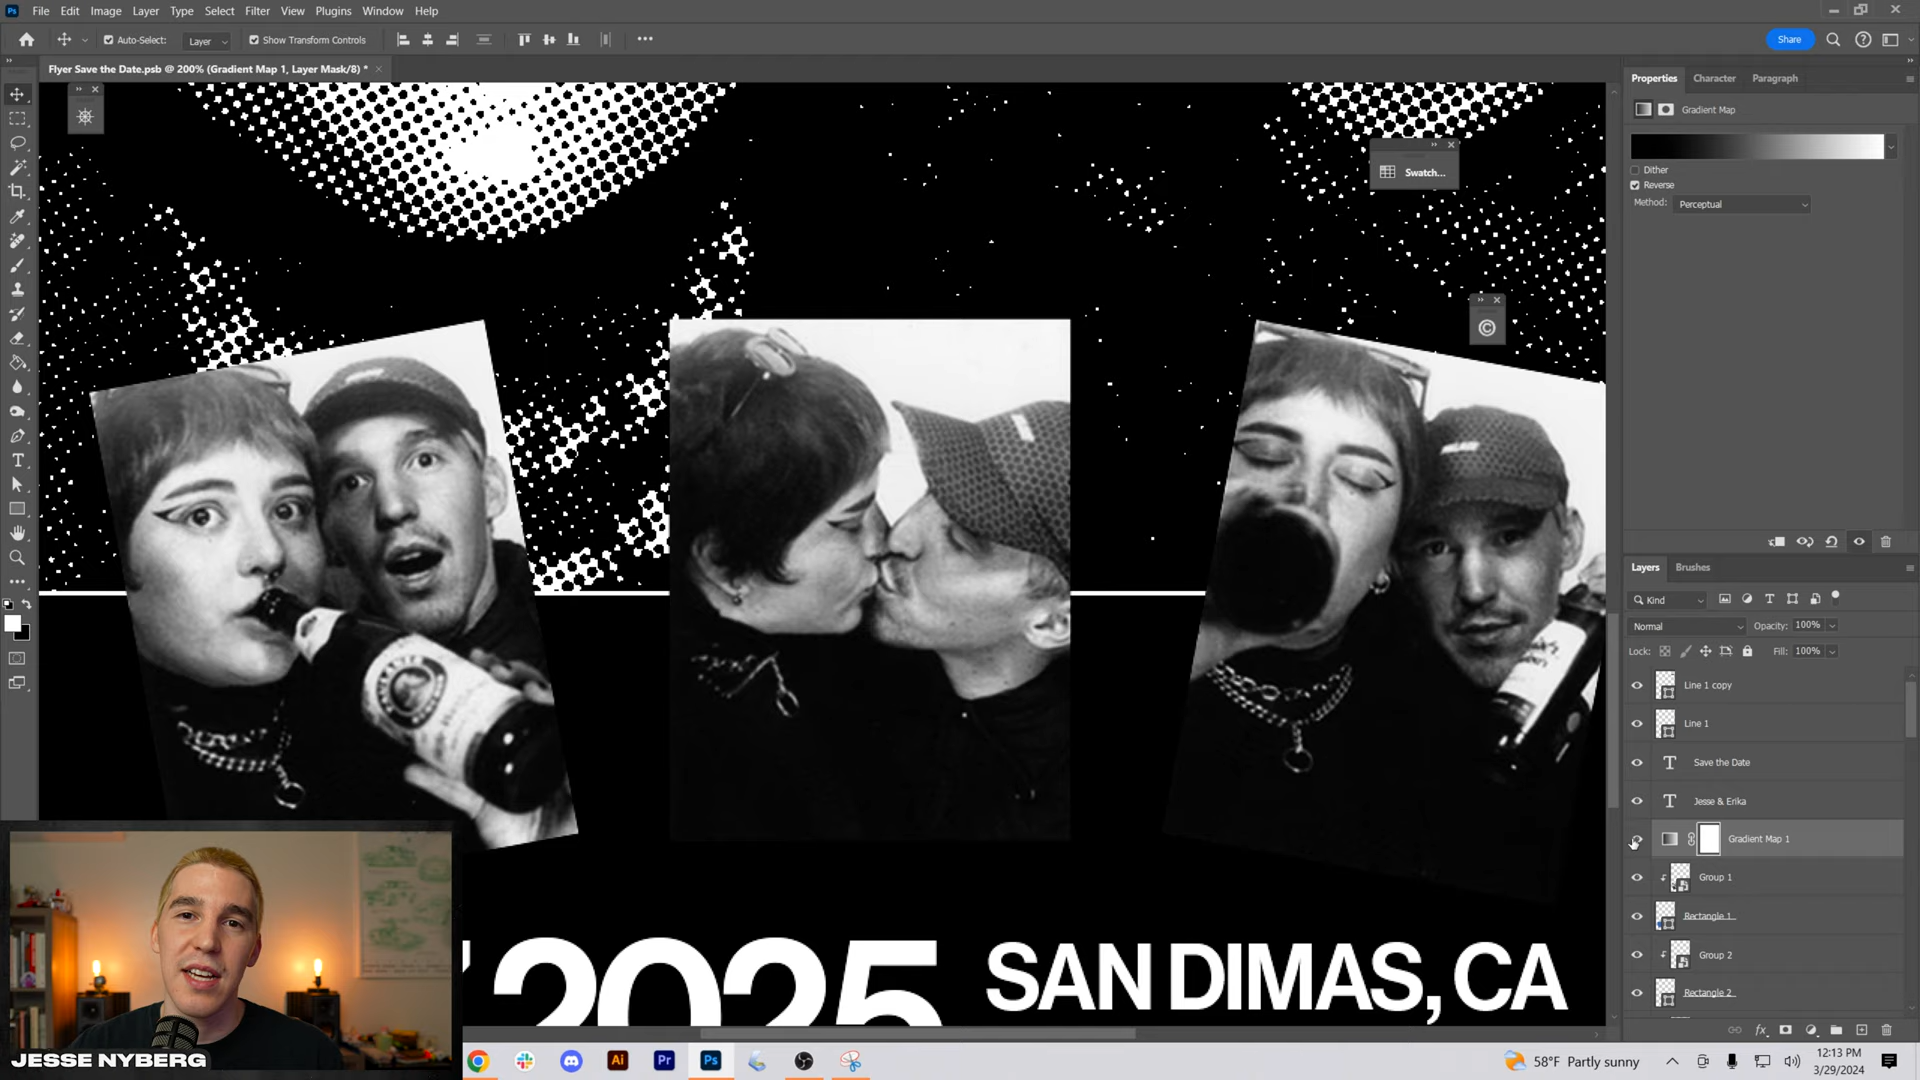 Ps File Edit Image Layer Type Select Filter View Plugins Window Help
Auto-Select: Layer Show Transform Controls Share
Flyer Save the Date.psb @ 200% (Gradient Map 1, Layer Mask/8) *
Properties Character Paragraph
Gradient Map
Dither
Reverse
Method: Perceptual
Swatch...
©
Layers Brushes
Kind
Normal Opacity: 100%
Lock: Fill: 100%
Line 1 copy
Line 1
T Save the Date
T Jesse & Erika
Gradient Map 1
Group 1
Rectangle 1
Group 2
Rectangle 2
2025 SAN DIMAS, CA
JESSE NYBERG
Ai Pr Ps
58°F Partly sunny
12:13 PM
3/29/2024